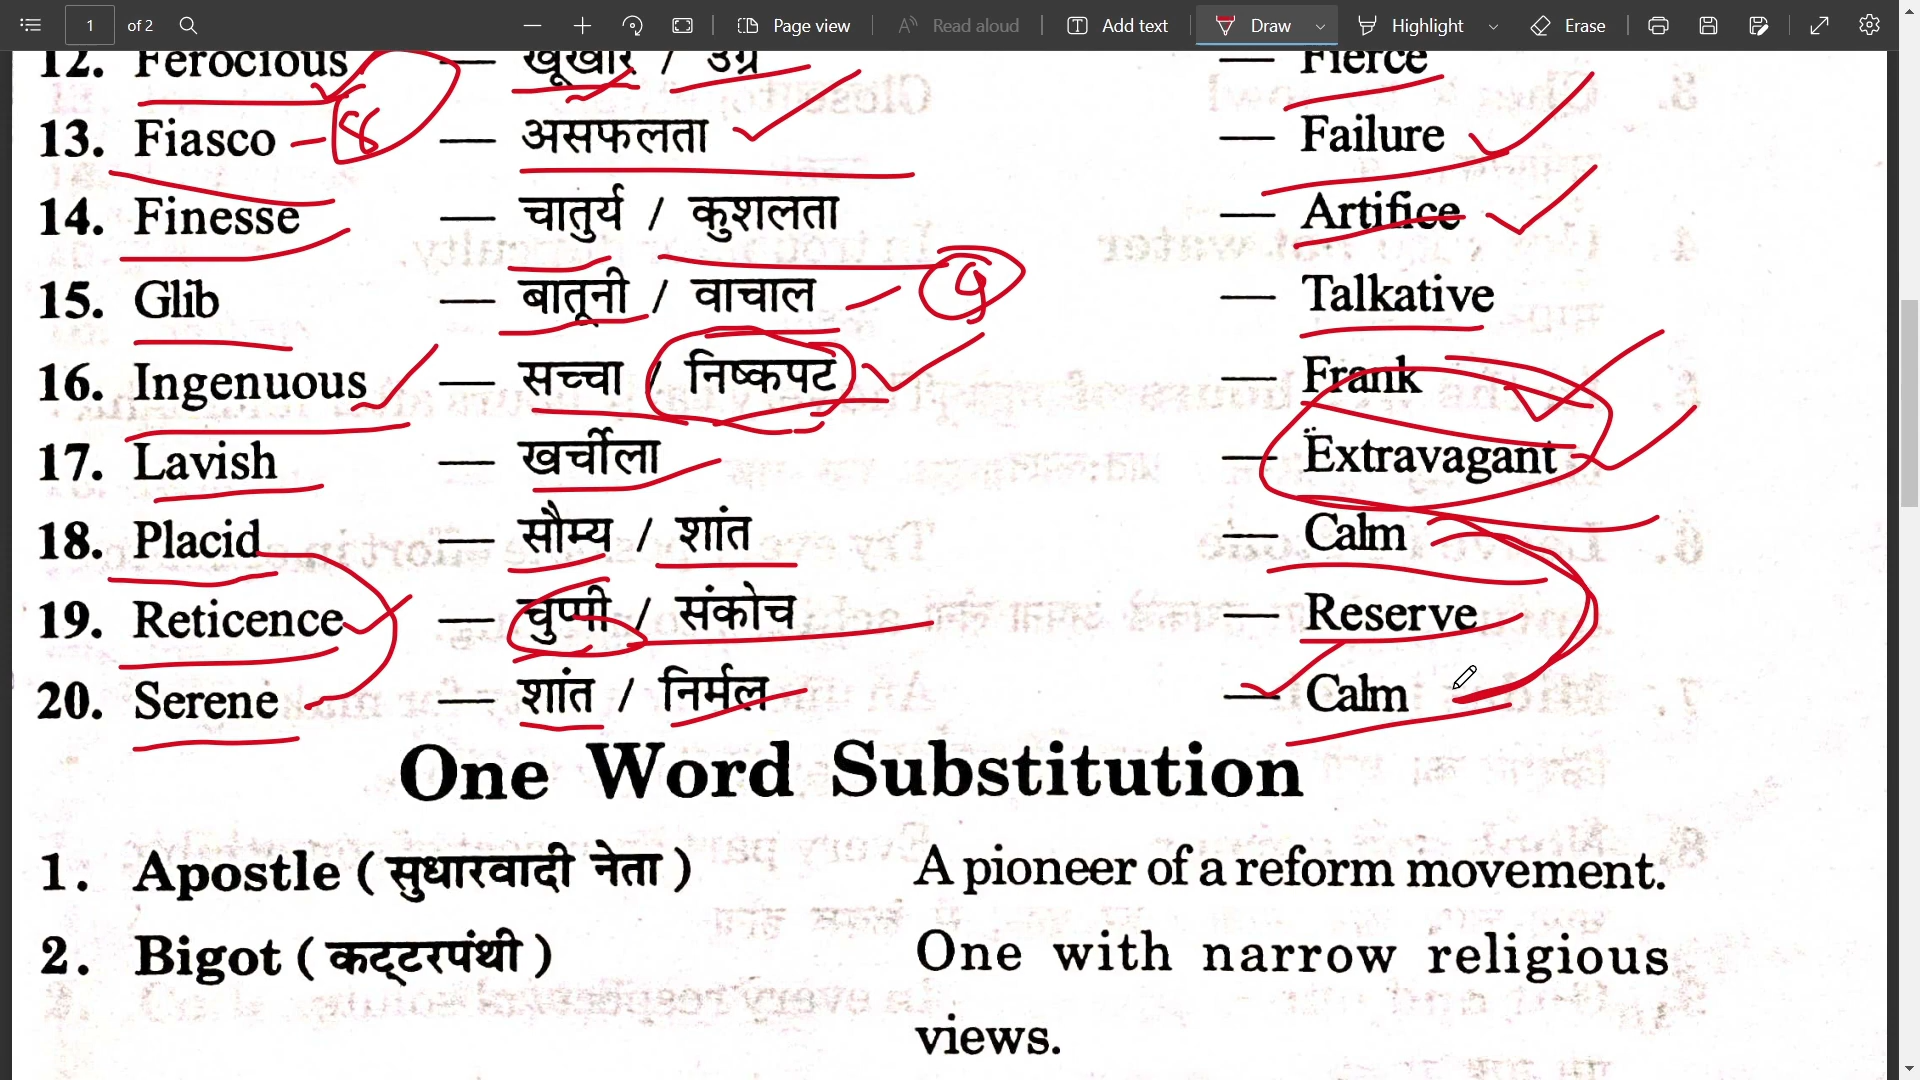 1 of 2 Page view Read aloud Add text Draw Highlight Erase
12. Ferocious — खूंखार / उग्र — Fierce
13. Fiasco — 8 — असफलता — Failure
14. Finesse — चातुर्य / कुशलता — Artifice
15. Glib — बातूनी / वाचाल — 9 — Talkative
16. Ingenuous — सच्चा / निष्कपट — Frank
17. Lavish — खर्चीला — Extravagant
18. Placid — सौम्य / शांत — Calm
19. Reticence — चुप्पी / संकोच — Reserve
20. Serene — शांत / निर्मल — Calm
One Word Substitution
1. Apostle ( सुधारवादी नेता ) A pioneer of a reform movement.
2. Bigot ( कट्टरपंथी ) One with narrow religious
views.